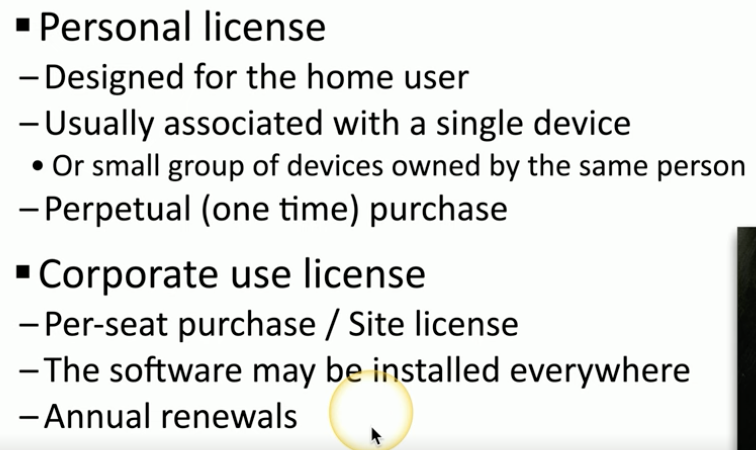 ▪ Personal license
– Designed for the home user
– Usually associated with a single device
• Or small group of devices owned by the same person
– Perpetual (one time) purchase
▪ Corporate use license
– Per-seat purchase / Site license
– The software may be installed everywhere
– Annual renewals